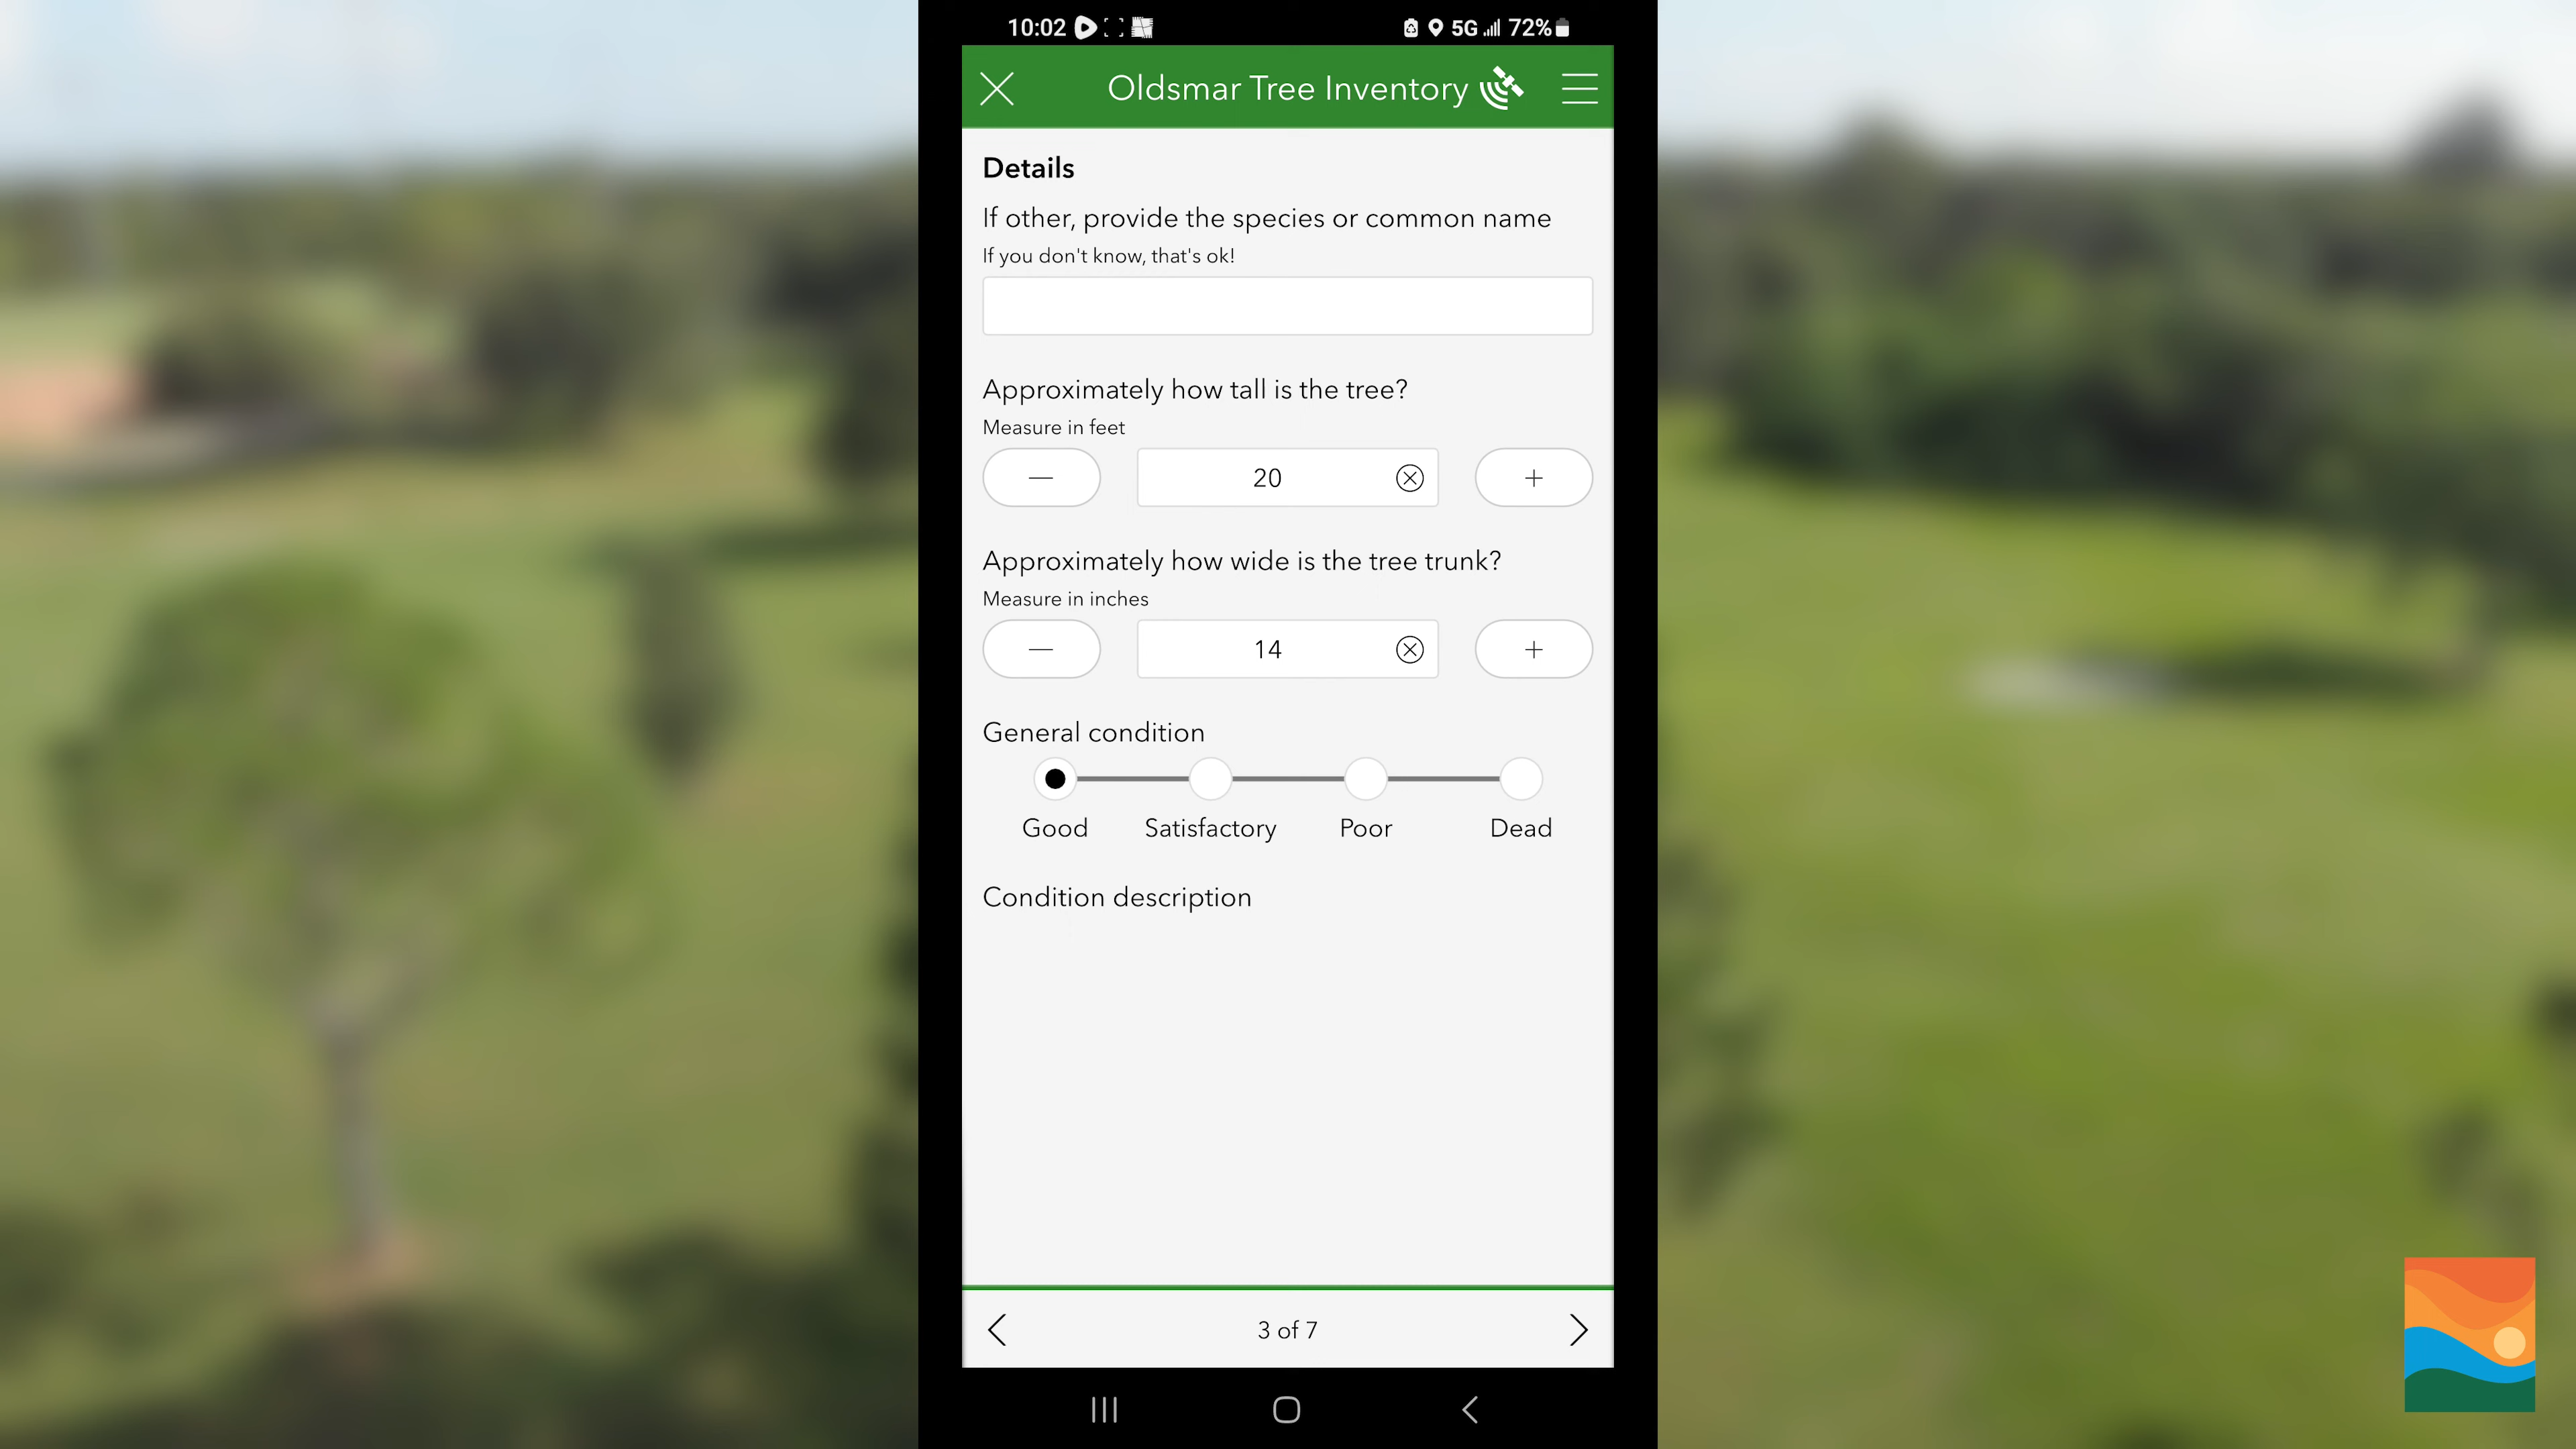 10:02
5G 72%
Oldsmar Tree Inventory
Details
If other, provide the species or common name
If you don't know, that's ok!
Approximately how tall is the tree?
Measure in feet
20
Approximately how wide is the tree trunk?
Measure in inches
14
General condition
Good Satisfactory Poor Dead
Condition description
3 of 7